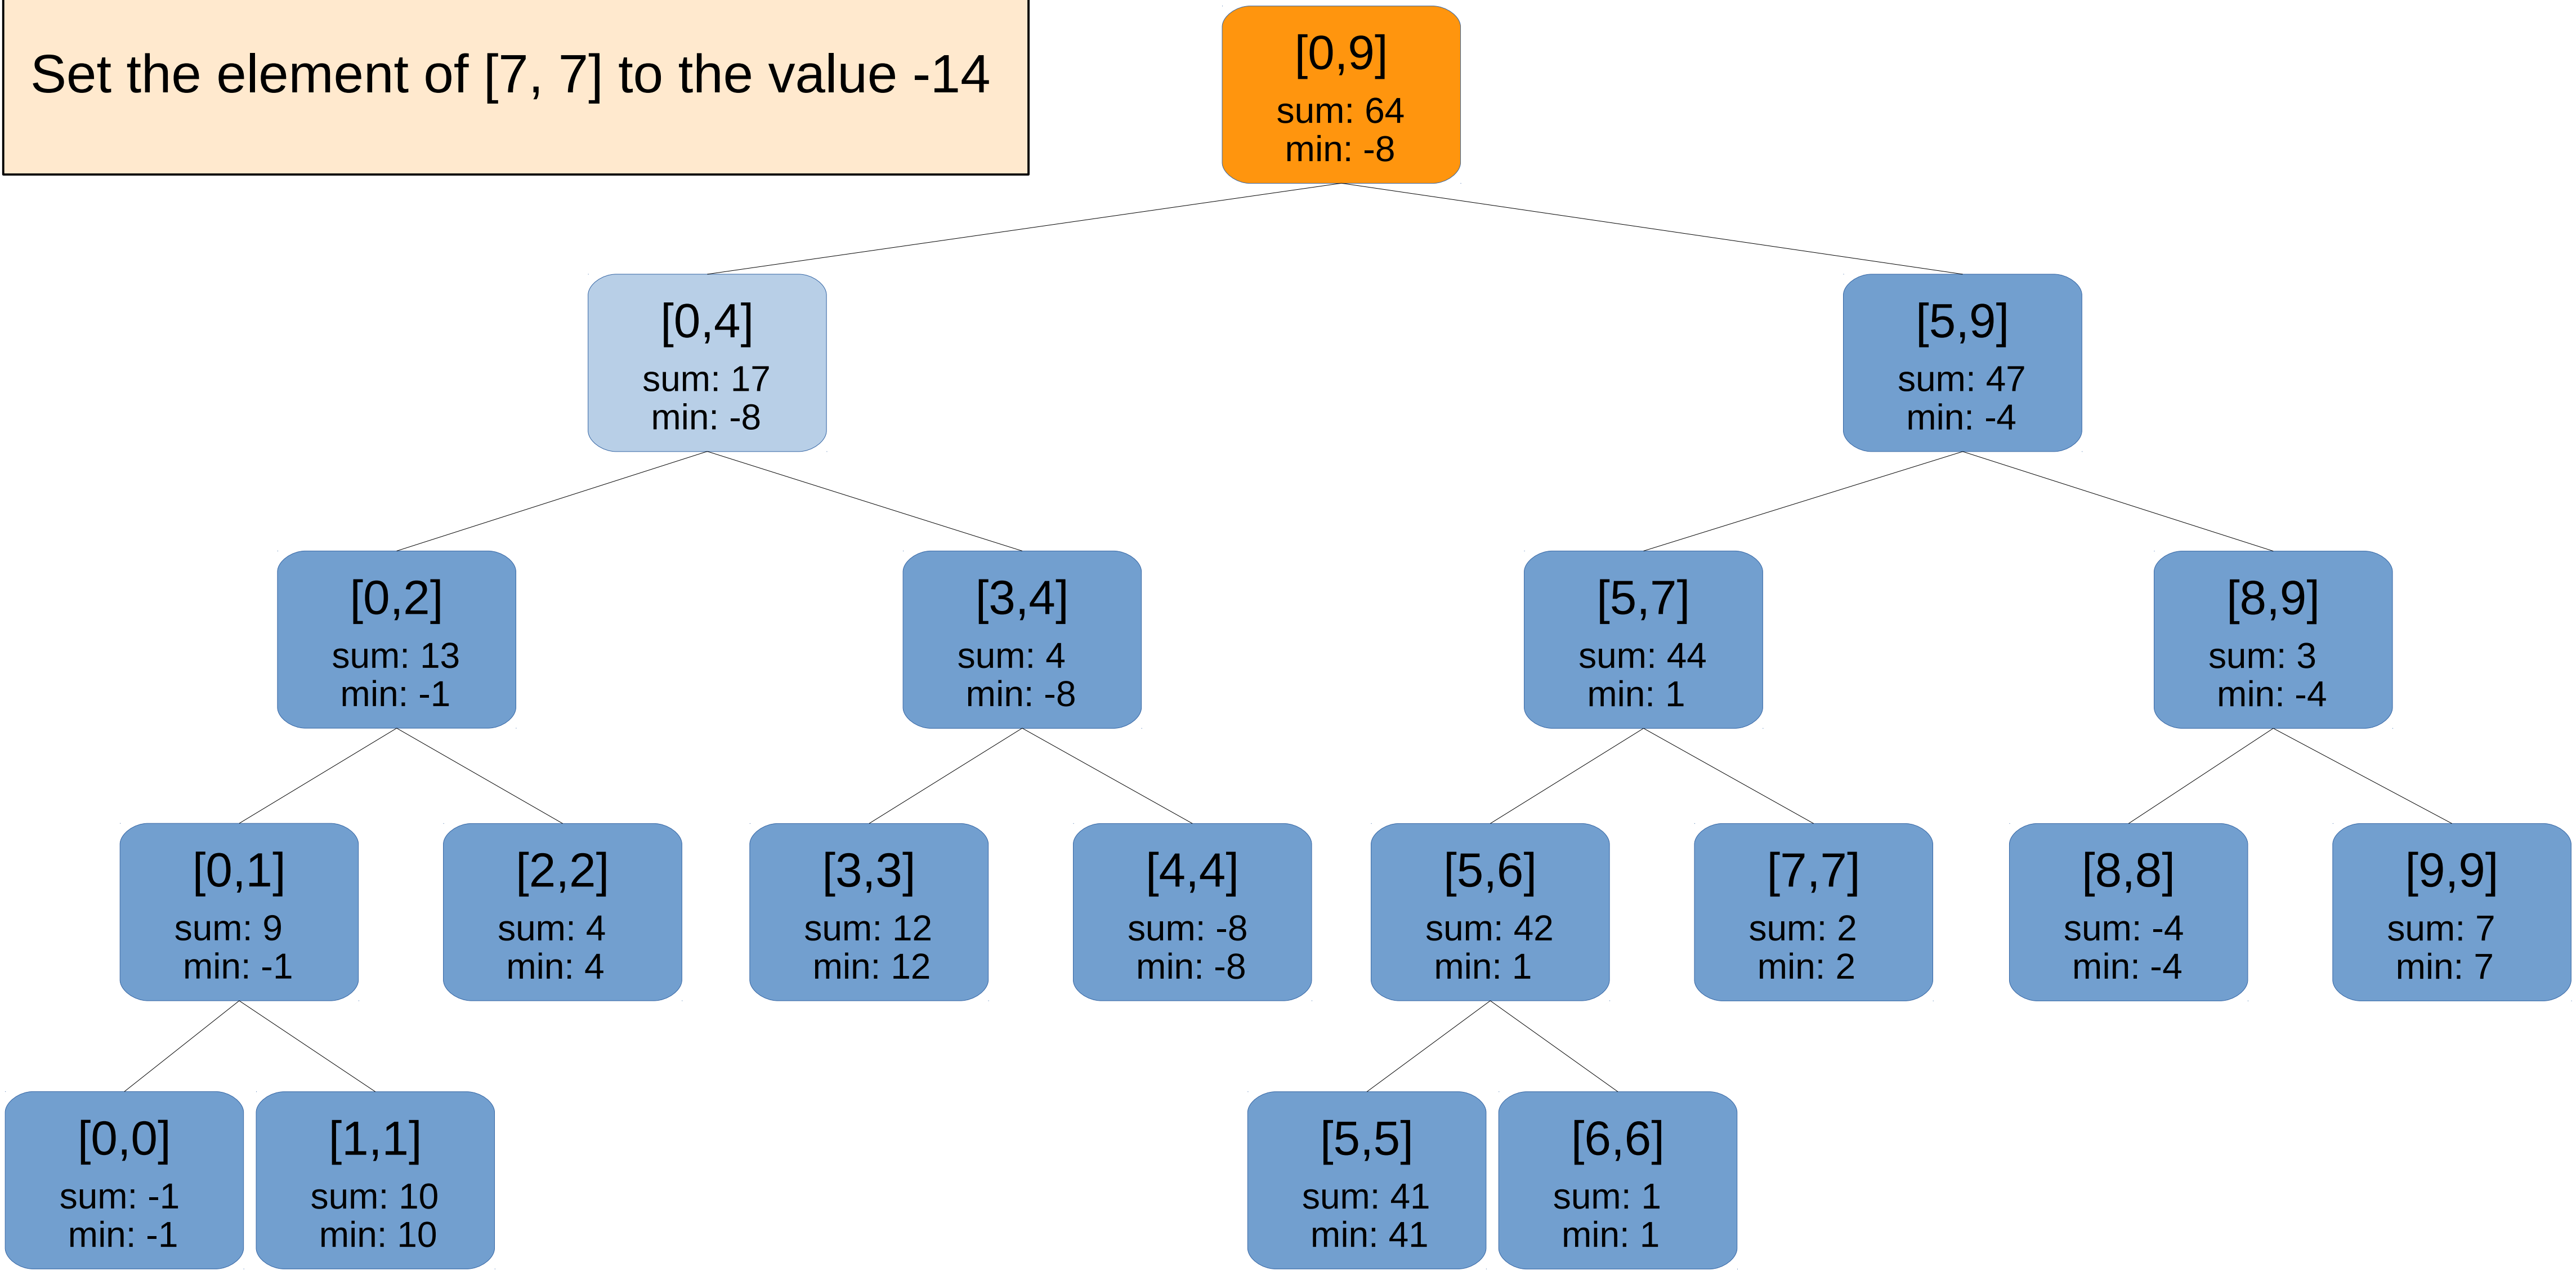 Set the element of [7, 7] to the value -14
[0,9]
sum: 64
min: -8
[0,4]
sum: 17
min: -8
[5,9]
sum: 47
min: -4
[0,2]
sum: 13
min: -1
[3,4]
sum: 4
min: -8
[5,7]
sum: 44
min: 1
[8,9]
sum: 3
min: -4
[0,1]
sum: 9
min: -1
[2,2]
sum: 4
min: 4
[3,3]
sum: 12
min: 12
[4,4]
sum: -8
min: -8
[5,6]
sum: 42
min: 1
[7,7]
sum: 2
min: 2
[8,8]
sum: -4
min: -4
[9,9]
sum: 7
min: 7
[0,0]
sum: -1
min: -1
[1,1]
sum: 10
min: 10
[5,5]
sum: 41
min: 41
[6,6]
sum: 1
min: 1